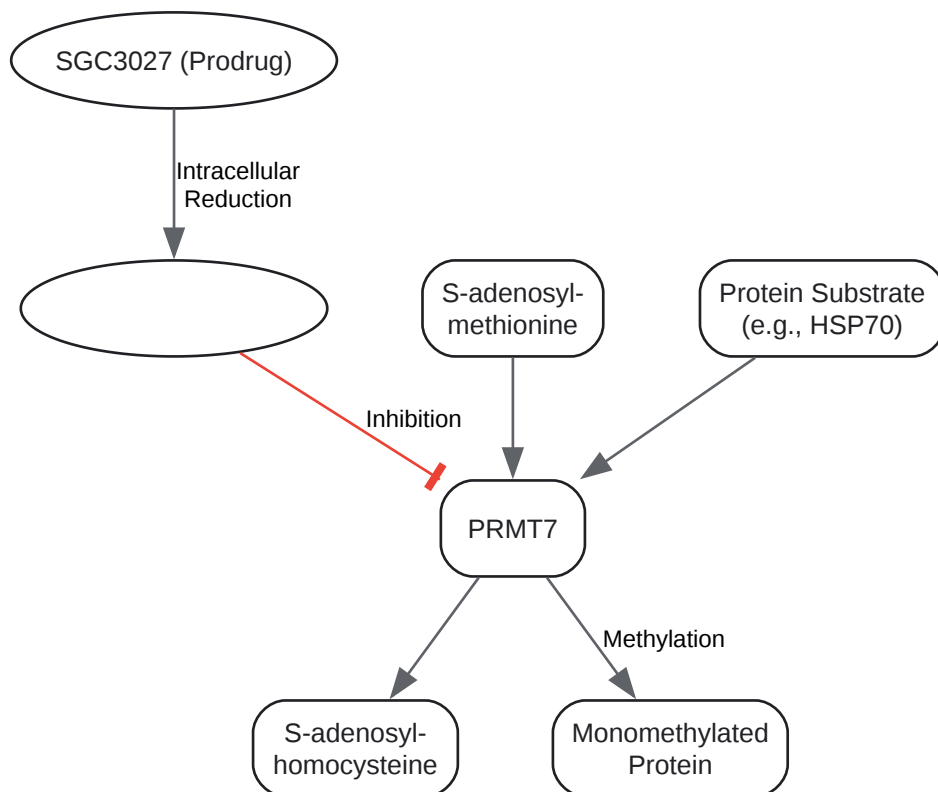 SGC3027 (Prodrug)
Intracellular
Reduction
S-adenosyl-
methionine
Protein Substrate
(e.g., HSP70)
Inhibition
PRMT7
Methylation
S-adenosyl-
homocysteine
Monomethylated
Protein